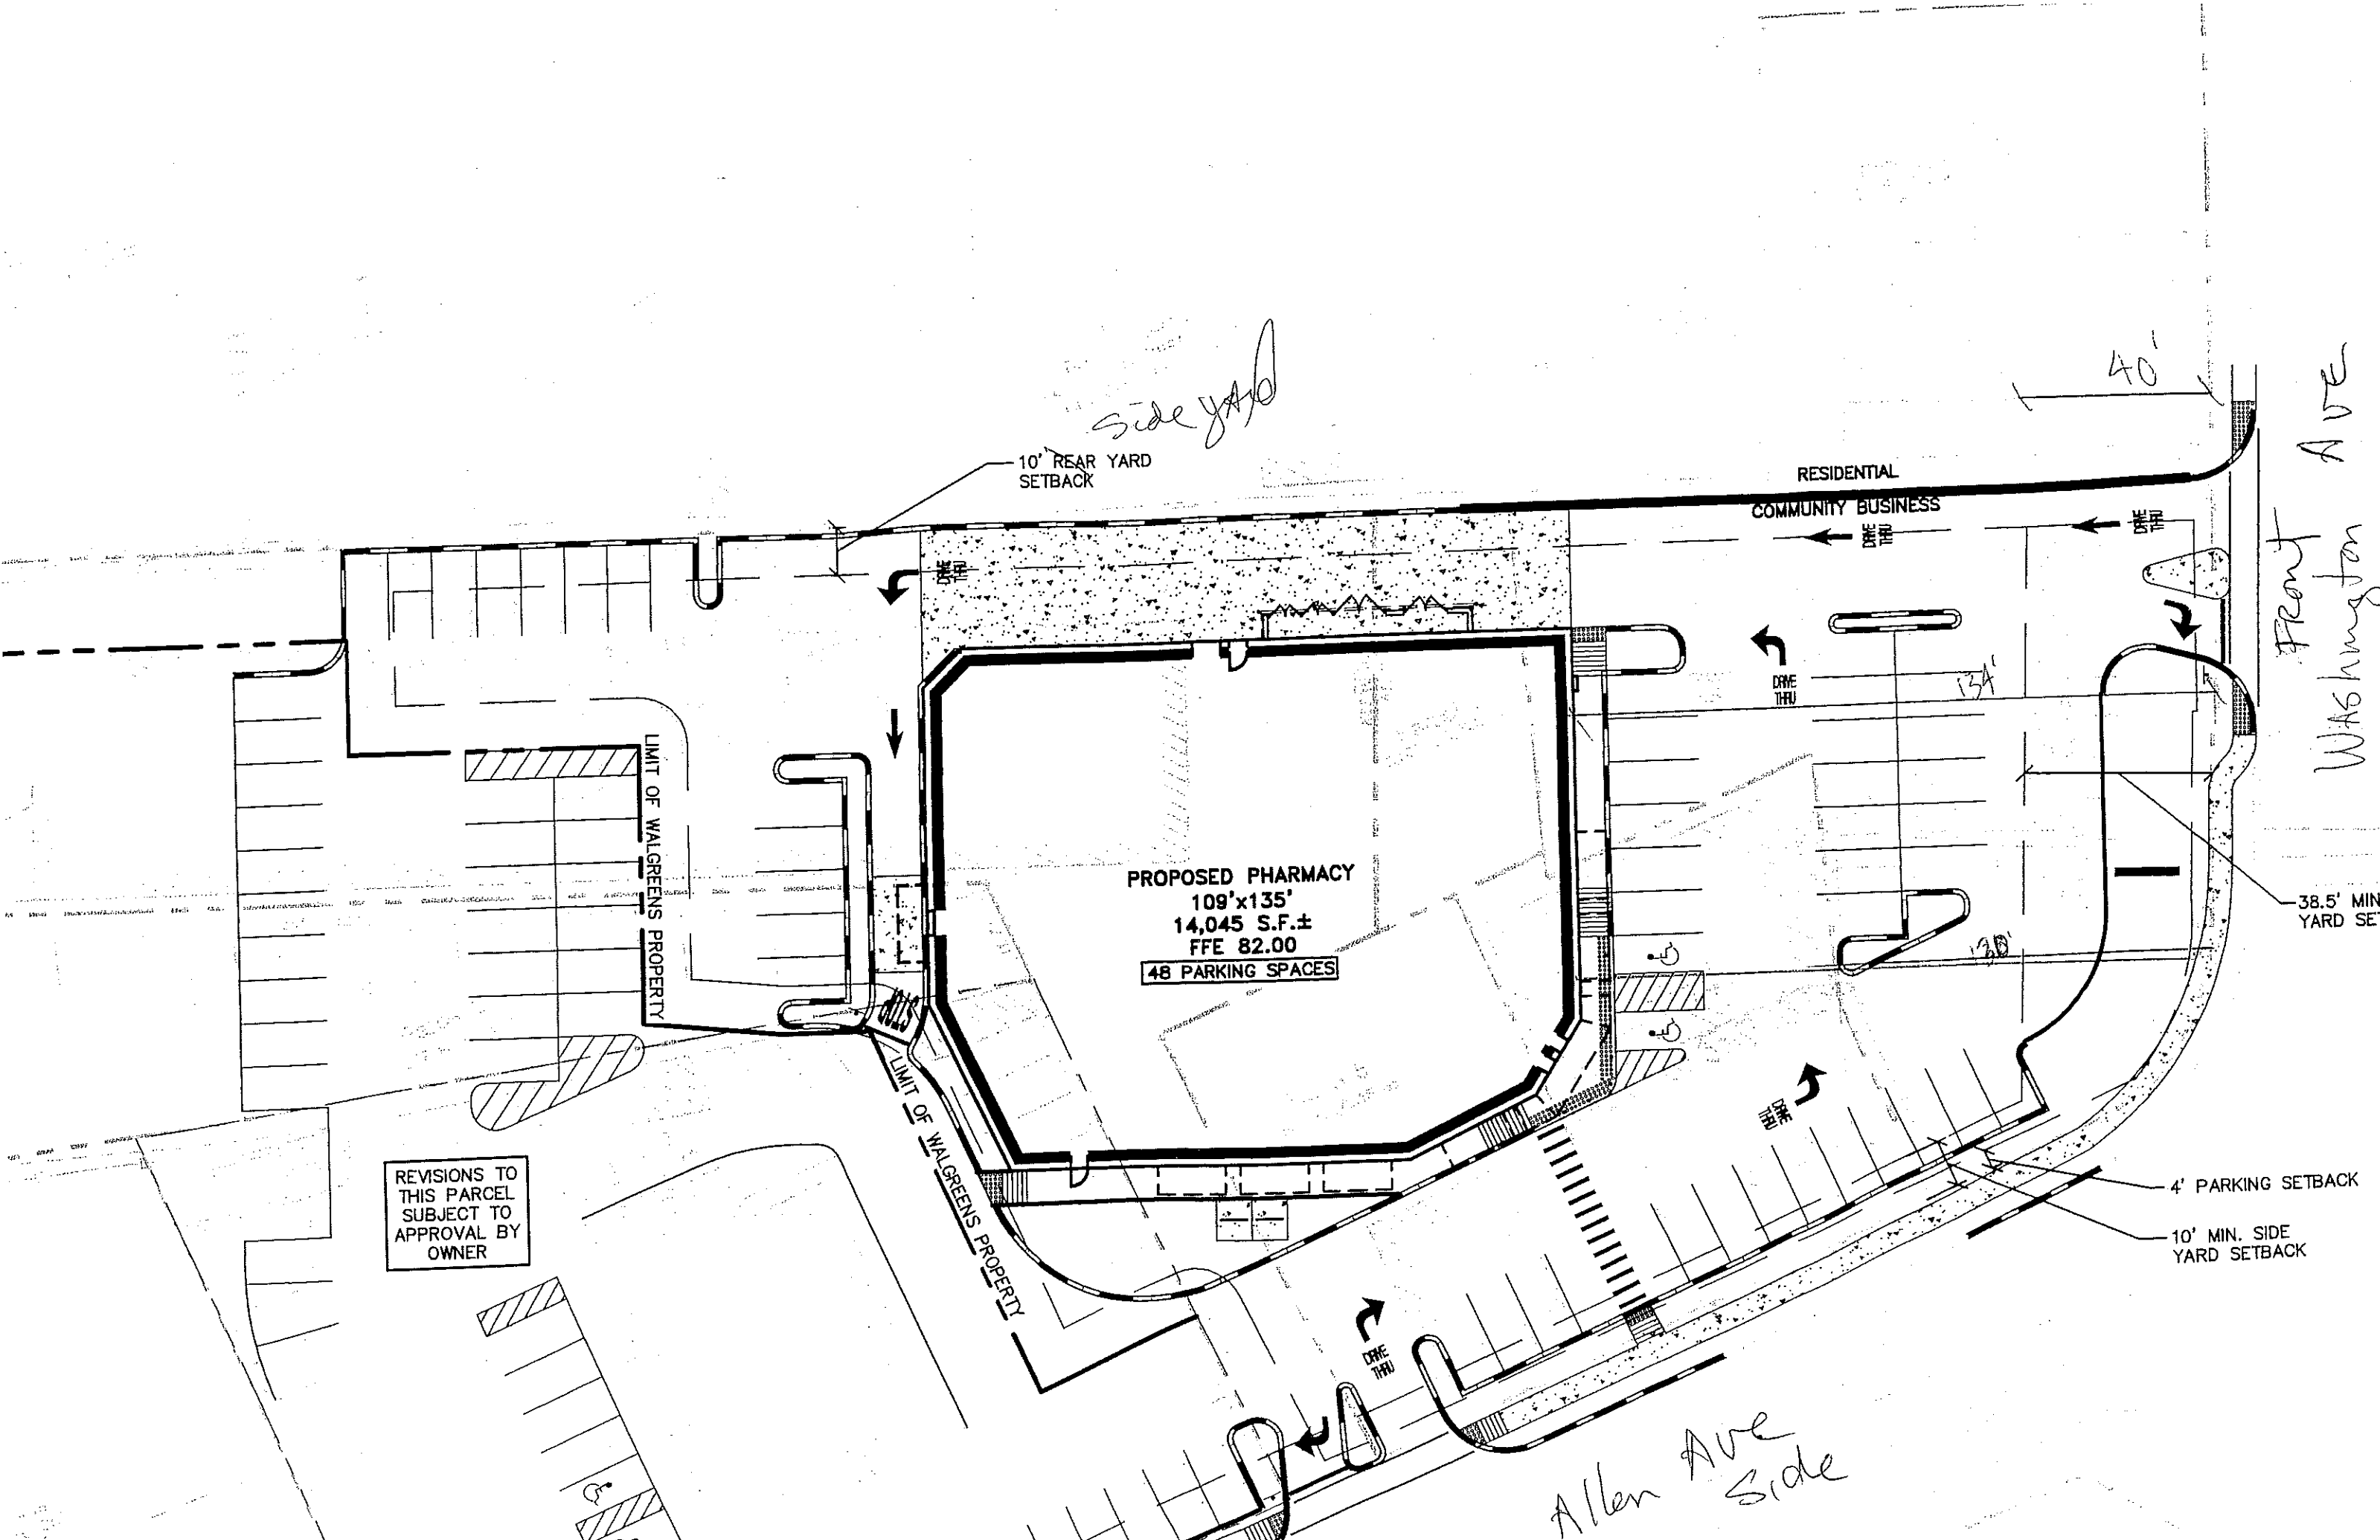 40'
Side yard
10' REAR YARD
SETBACK
RESIDENTIAL
COMMUNITY BUSINESS
DRIVE
THRU
DRIVE
THRU
DRIVE
THRU
Front
Washington Ave
DRIVE
THRU
134'
LIMIT OF WALGREENS PROPERTY
PROPOSED PHARMACY
109'x135'
14,045 S.F.±
FFE 82.00
48 PARKING SPACES
38.5' MIN
YARD SE
130'
STOP
LIMIT OF WALGREENS PROPERTY
DRIVE
THRU
REVISIONS TO
THIS PARCEL
SUBJECT TO
APPROVAL BY
OWNER
4' PARKING SETBACK
10' MIN. SIDE
YARD SETBACK
DRIVE
THRU
Allen Ave
Side